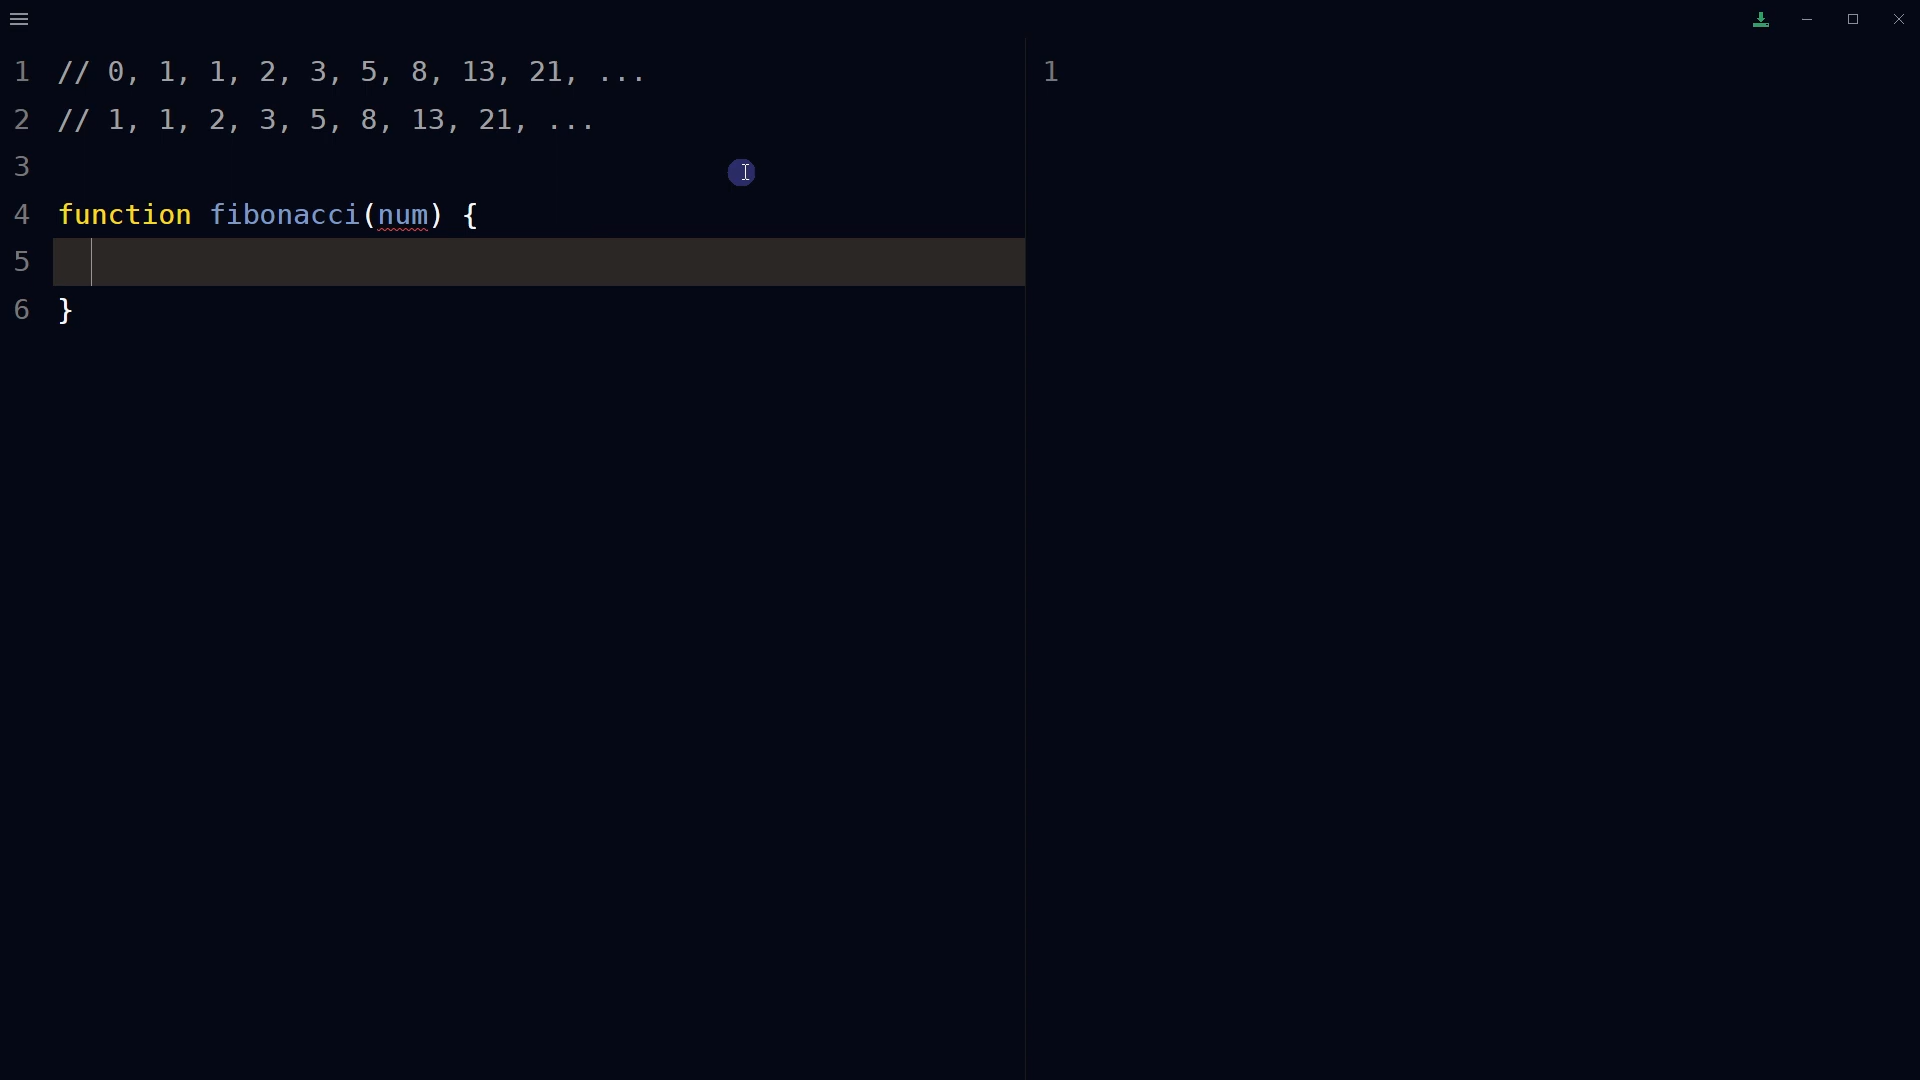 1 // 0, 1, 1, 2, 3, 5, 8, 13, 21, ...
2 // 1, 1, 2, 3, 5, 8, 13, 21, ...
3
4 function fibonacci(num) {
5
6 }
1